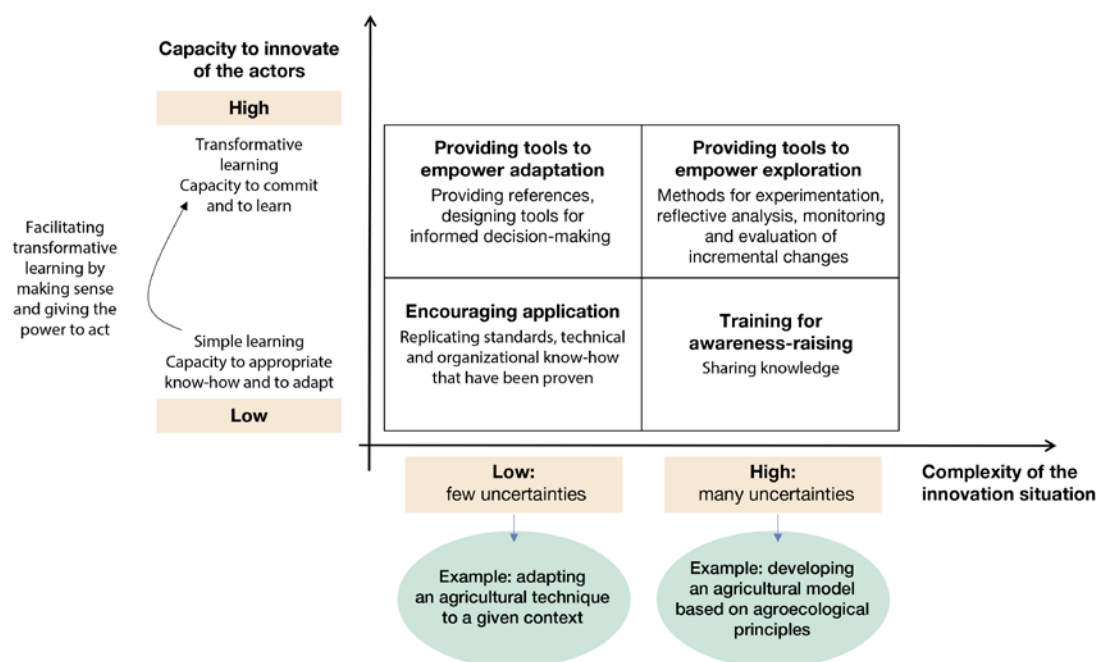 Capacity to innovate
of the actors
High
Transformative
learning
Capacity to commit
and to learn
Facilitating
transformative
learning by
making sense
and giving the
power to act
Simple learning
Capacity to appropriate
know-how and to adapt
Low
Providing tools to
empower adaptation
Providing references,
designing tools for
informed decision-making
Providing tools to
empower exploration
Methods for experimentation,
reflective analysis, monitoring
and evaluation of
incremental changes
Encouraging application
Replicating standards, technical
and organizational know-how
that have been proven
Training for
awareness-raising
Sharing knowledge
Low:
few uncertainties
High:
many uncertainties
Complexity of the
innovation situation
Example: adapting
an agricultural technique
to a given context
Example: developing
an agricultural model
based on agroecological
principles